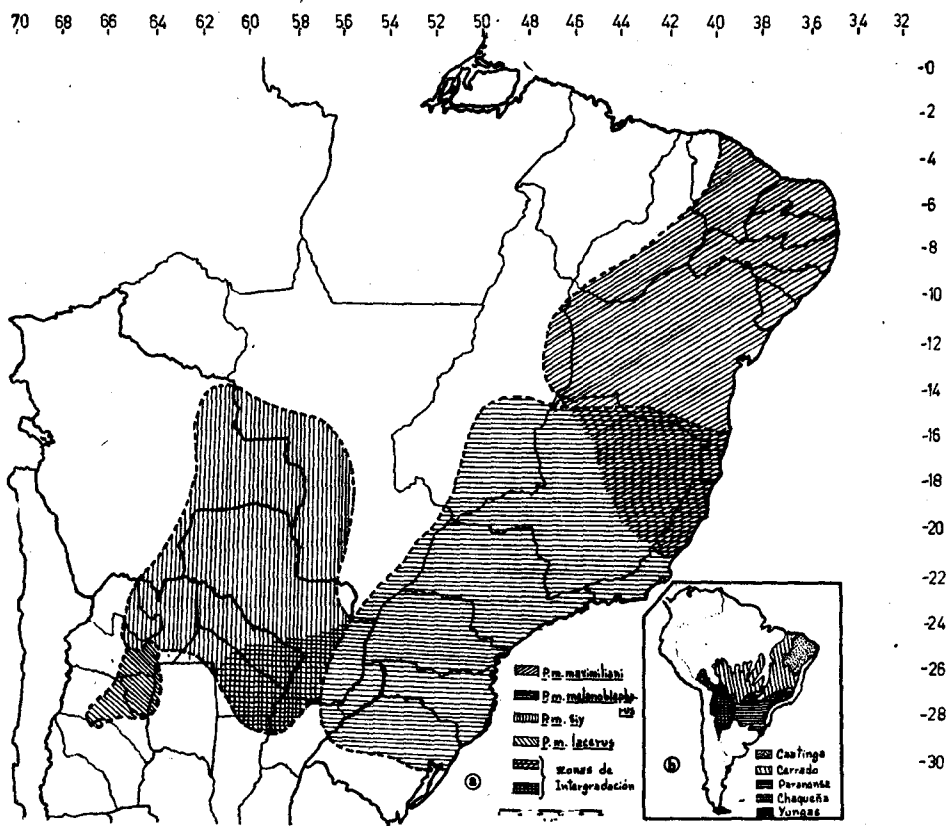 70 68 66 64 62 60 58 56 54 52 50 48 46 44 42 40 38 36 34 32
-0
-2
-4
-6
-8
-10
-12
-14
-16
-18
-20
-22
-24
-26
-28
-30
P.m. maximiliani
P.m. melanoblepha-
rus
P.m. siy
P.m. lacerus
zonas de
Intergradación
a
b
Caatinga
Cerrado
Paranense
Chaqueña
Yungas